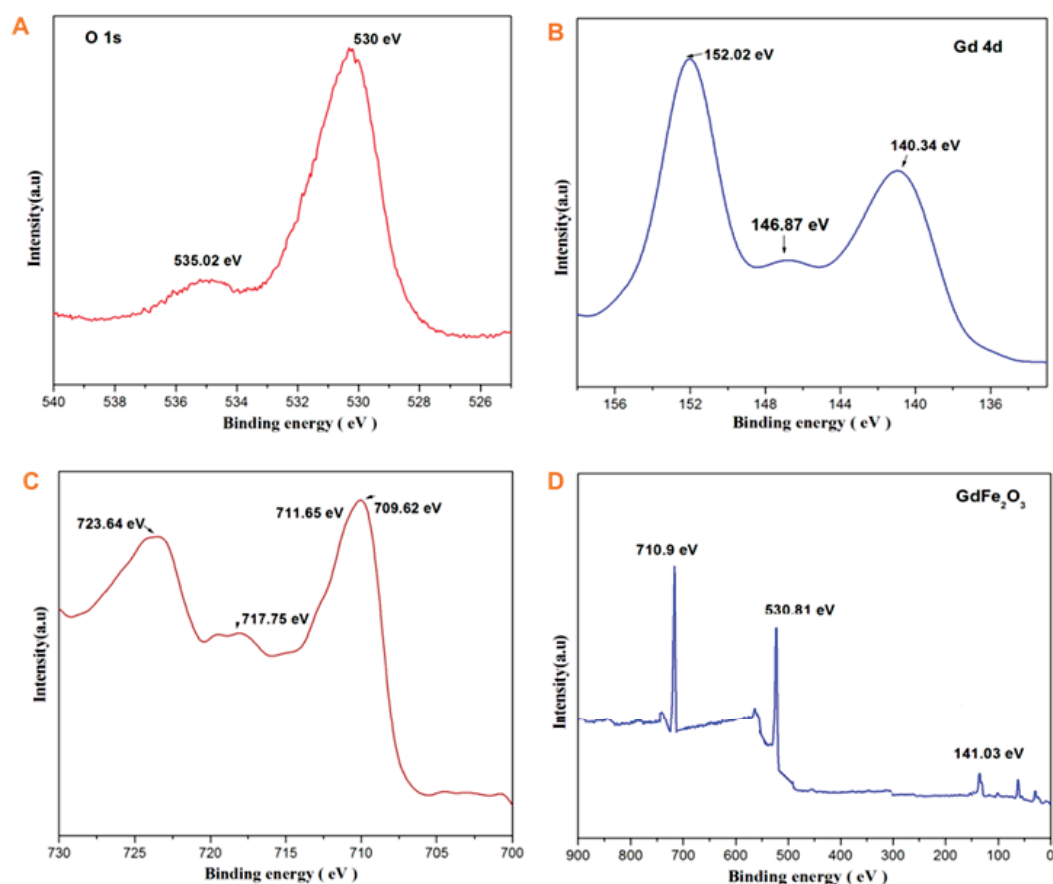 A
O 1s
530 eV
535.02 eV
Intensity(a.u)
540 538 536 534 532 530 528 526
Binding energy ( eV )
B
Gd 4d
152.02 eV
140.34 eV
146.87 eV
Intensity(a.u)
156 152 148 144 140 136
Binding energy ( eV )
C
723.64 eV
711.65 eV
709.62 eV
717.75 eV
Intensity(a.u)
730 725 720 715 710 705 700
Binding energy ( eV )
D
GdFe₂O₃
710.9 eV
530.81 eV
141.03 eV
Intensity(a.u)
900 800 700 600 500 400 300 200 100 0
Binding energy ( eV )